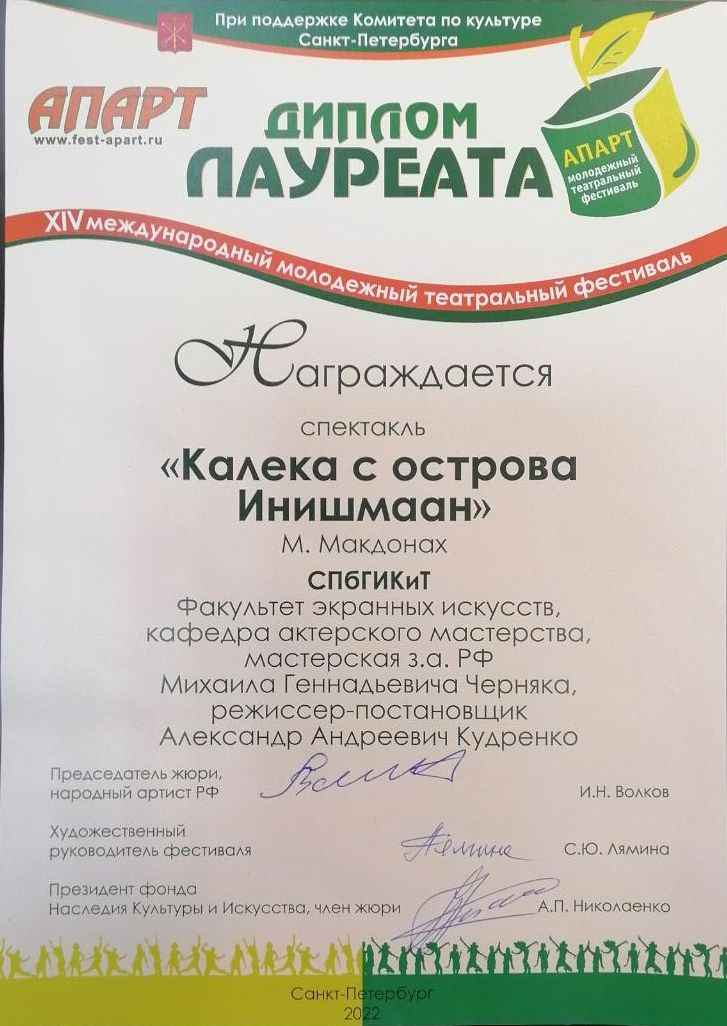 При поддержке Комитета по культуре
Санкт-Петербурга
АПАРТ
www.fest-apart.ru
ДИПЛОМ
ЛАУРЕАТА
АПАРТ
молодежный
театральный
фестиваль
XIV международный молодежный театральный фестиваль
Награждается
спектакль
«Калека с острова
Инишмаан»
М. Макдонах
СПбГИКиТ
Факультет экранных искусств,
кафедра актерского мастерства,
мастерская з.а. РФ
Михаила Геннадьевича Черняка,
режиссер-постановщик
Александр Андреевич Кудренко
Председатель жюри,
народный артист РФ
И.Н. Волков
Художественный
руководитель фестиваля
Лямина
С.Ю. Лямина
Президент фонда
Наследия Культуры и Искусства, член жюри
А.П. Николаенко
Санкт-Петербург
2022